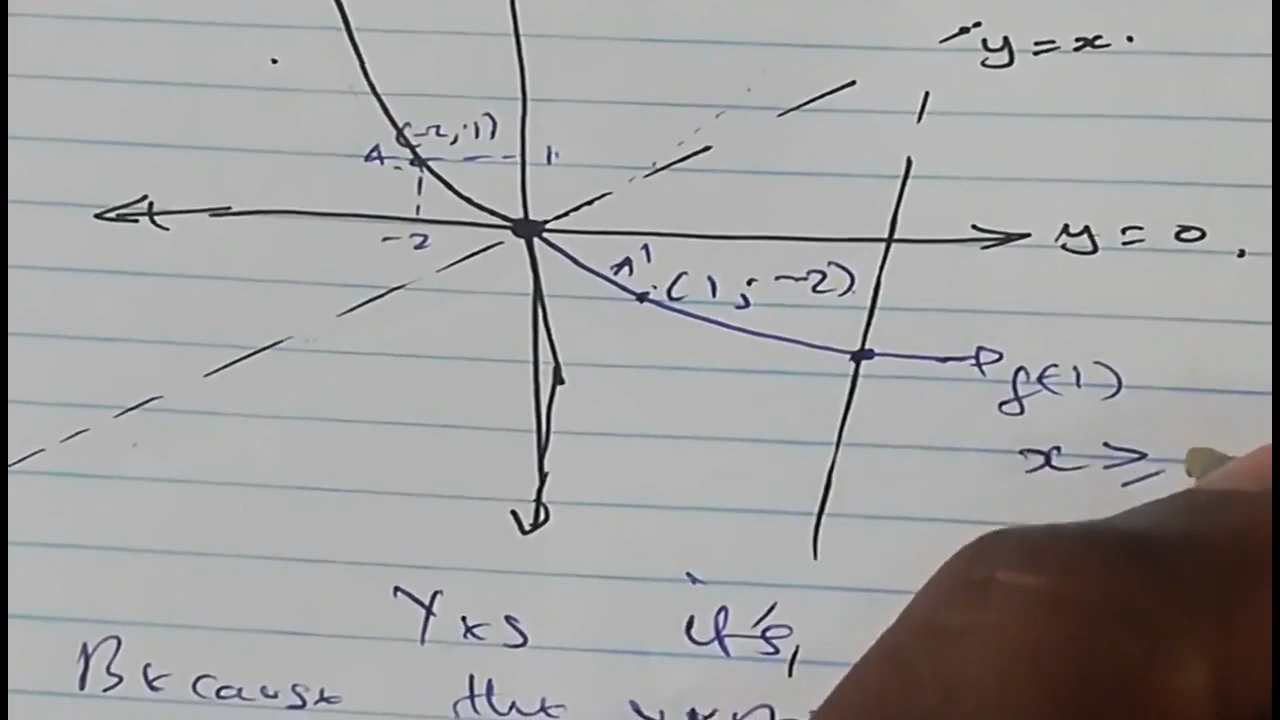 y = x.
(-2, 1)
A
1
-2
y = 0.
A' (1; -2)
f(1)
x ≥
Yes it's,
Because the